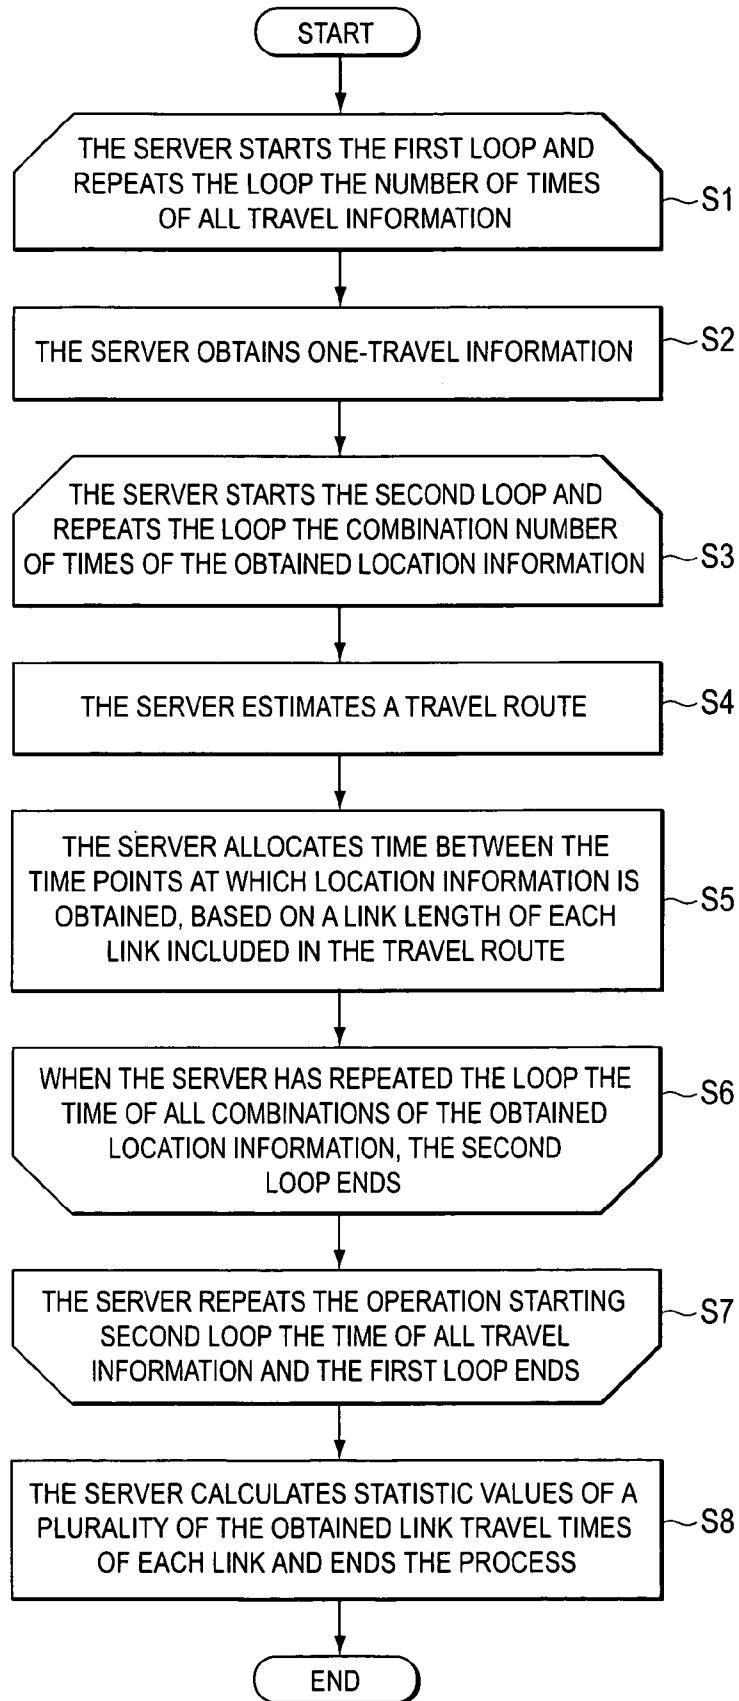 START
THE SERVER STARTS THE FIRST LOOP AND
REPEATS THE LOOP THE NUMBER OF TIMES
OF ALL TRAVEL INFORMATION
S1
THE SERVER OBTAINS ONE-TRAVEL INFORMATION
S2
THE SERVER STARTS THE SECOND LOOP AND
REPEATS THE LOOP THE COMBINATION NUMBER
OF TIMES OF THE OBTAINED LOCATION INFORMATION
S3
THE SERVER ESTIMATES A TRAVEL ROUTE
S4
THE SERVER ALLOCATES TIME BETWEEN THE
TIME POINTS AT WHICH LOCATION INFORMATION IS
OBTAINED, BASED ON A LINK LENGTH OF EACH
LINK INCLUDED IN THE TRAVEL ROUTE
S5
WHEN THE SERVER HAS REPEATED THE LOOP THE
TIME OF ALL COMBINATIONS OF THE OBTAINED
LOCATION INFORMATION, THE SECOND
LOOP ENDS
S6
THE SERVER REPEATS THE OPERATION STARTING
SECOND LOOP THE TIME OF ALL TRAVEL
INFORMATION AND THE FIRST LOOP ENDS
S7
THE SERVER CALCULATES STATISTIC VALUES OF A
PLURALITY OF THE OBTAINED LINK TRAVEL TIMES
OF EACH LINK AND ENDS THE PROCESS
S8
END